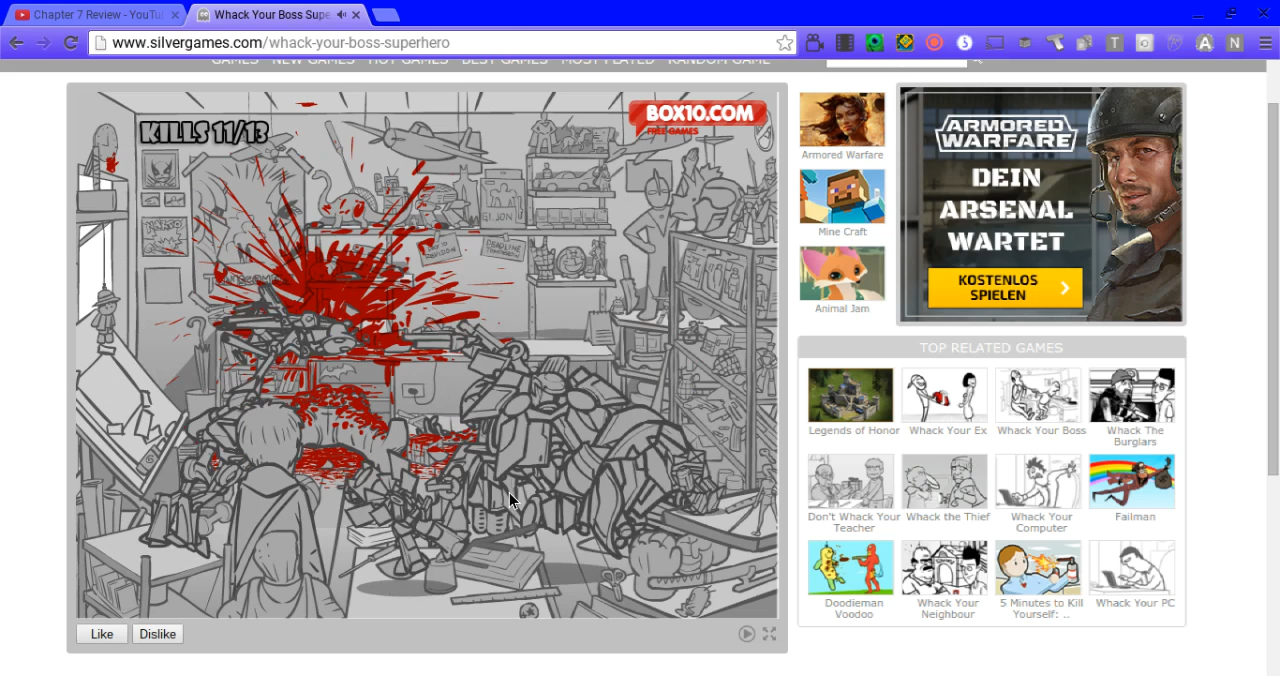 Chapter 7 Review - YouTu
Whack Your Boss Supe
www.silvergames.com/whack-your-boss-superhero
GAMES NEW GAMES HOT GAMES BEST GAMES MOST PLAYED RANDOM GAME
KILLS 11/13
BOX10.COM
FREE GAMES
G.I. JON
DEADLINE
Like
Dislike
Armored Warfare
Mine Craft
Animal Jam
ARMORED
WARFARE
DEIN
ARSENAL
WARTET
KOSTENLOS
SPIELEN
TOP RELATED GAMES
Legends of Honor
Whack Your Ex
Whack Your Boss
Whack The
Burglars
Don't Whack Your
Teacher
Whack the Thief
Whack Your
Computer
Failman
Doodieman
Voodoo
Whack Your
Neighbour
5 Minutes to Kill
Yourself: ..
Whack Your PC